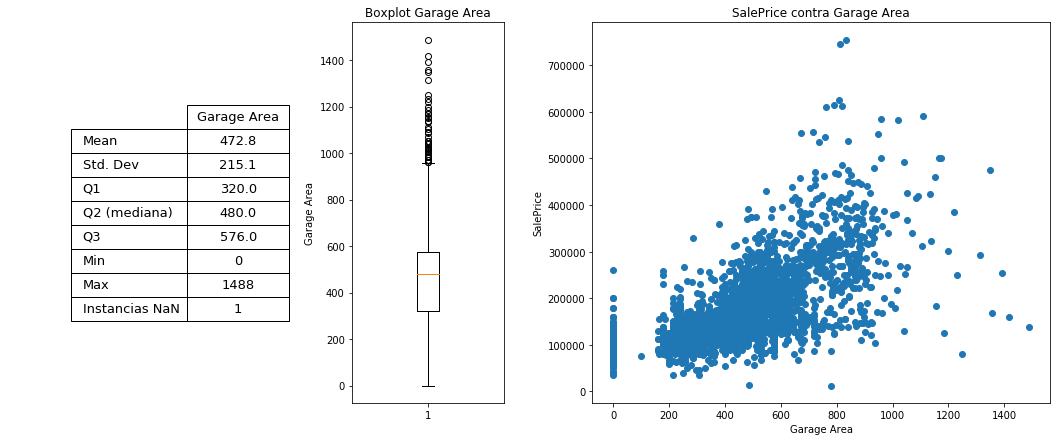 Garage Area
Mean 472.8
Std. Dev 215.1
Q1 320.0
Q2 (mediana) 480.0
Q3 576.0
Min 0
Max 1488
Instancias NaN 1
Boxplot Garage Area
Garage Area
1400
1200
1000
800
600
400
200
0
1
SalePrice contra Garage Area
SalePrice
700000
600000
500000
400000
300000
200000
100000
0
0 200 400 600 800 1000 1200 1400
Garage Area